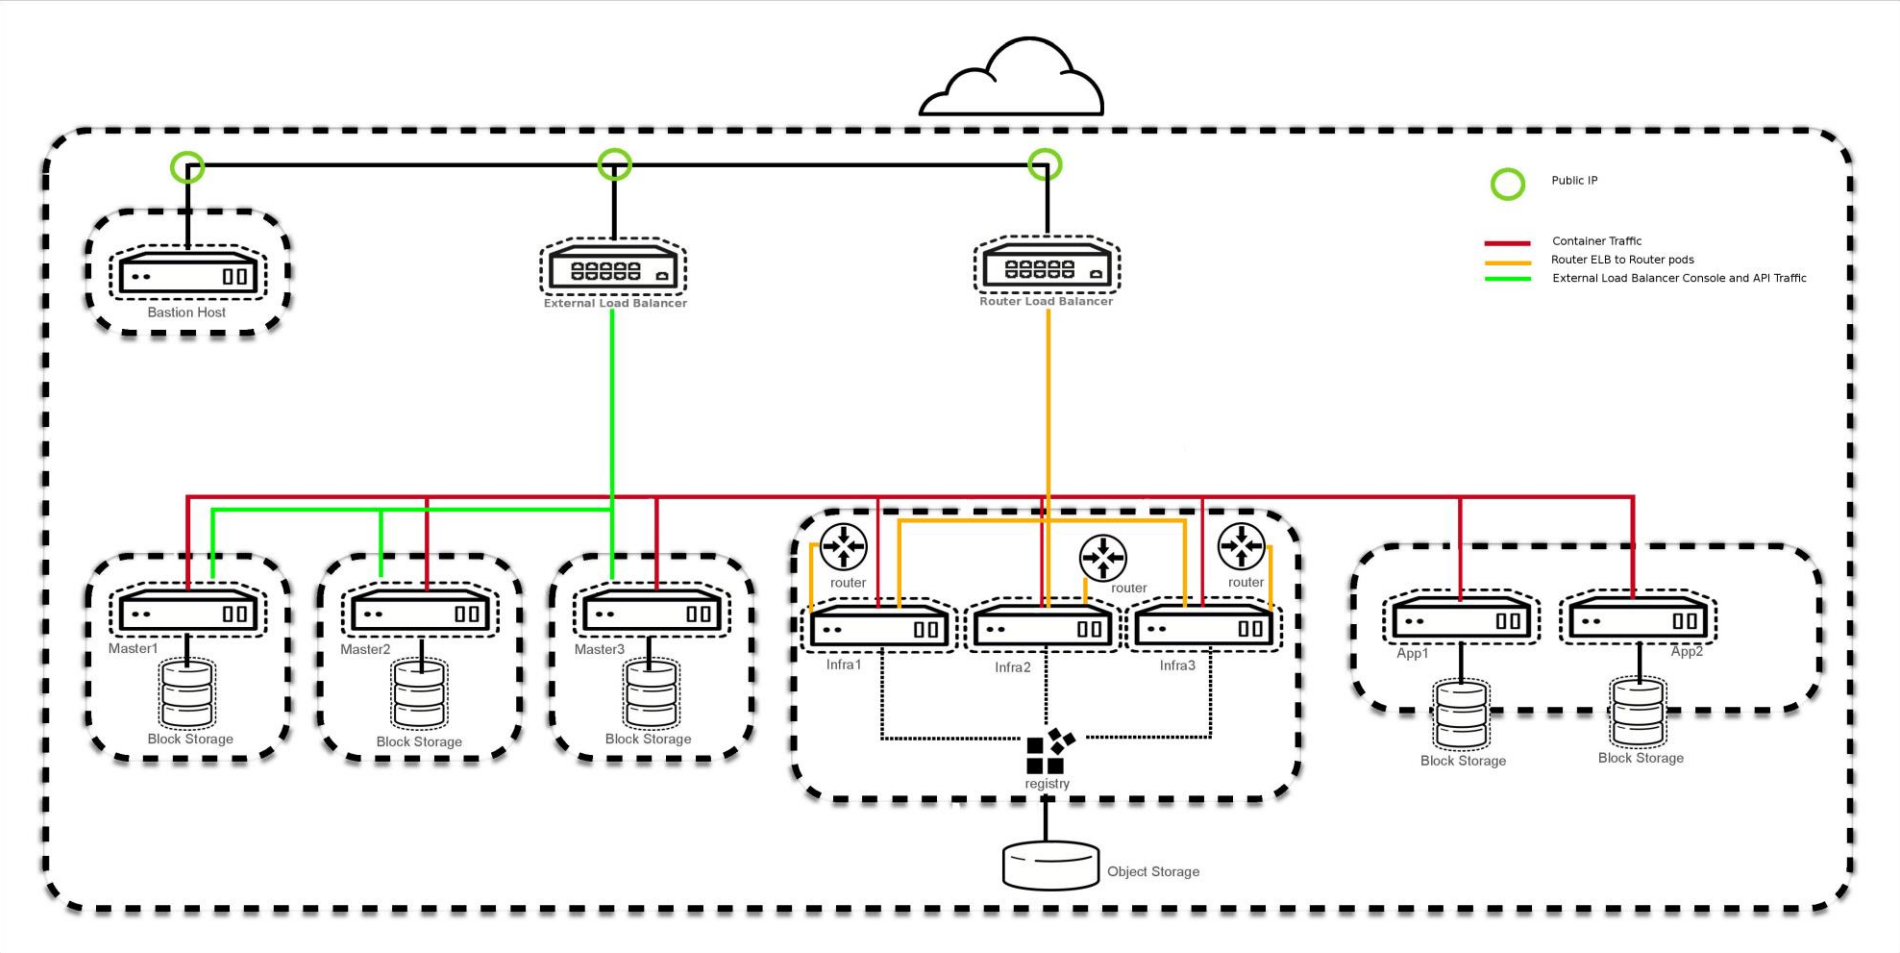 Public IP
Container Traffic
Router ELB to Router pods
External Load Balancer Console and API Traffic
Bastion Host
External Load Balancer
Router Load Balancer
router
router
router
Master1
Master2
Master3
Infra1
Infra2
Infra3
App1
App2
Block Storage
Block Storage
Block Storage
Block Storage
Block Storage
registry
Object Storage